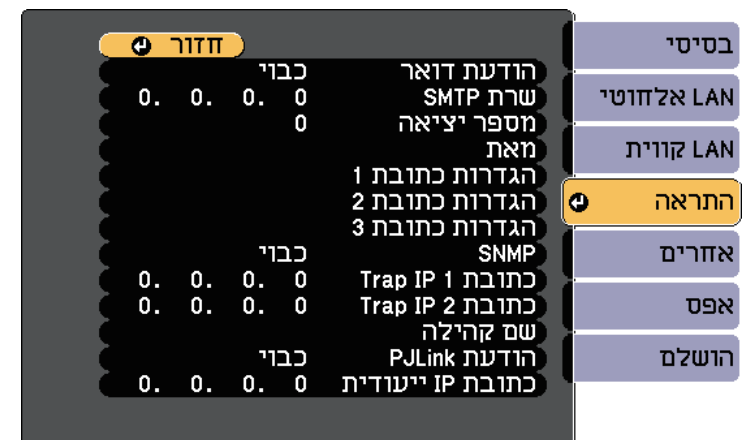 בסיסי
LAN אלחוטי
LAN קווית
התראה
אחרים
אפס
הושלם
חזור
הודעת דואר כבוי
שרת SMTP 0. 0. 0. 0
מספר יציאה 0
מאת
הגדרות כתובת 1
הגדרות כתובת 2
הגדרות כתובת 3
SNMP כבוי
כתובת Trap IP 1 0. 0. 0. 0
כתובת Trap IP 2 0. 0. 0. 0
שם קהילה
הודעת PJLink כבוי
כתובת IP ייעודית 0. 0. 0. 0